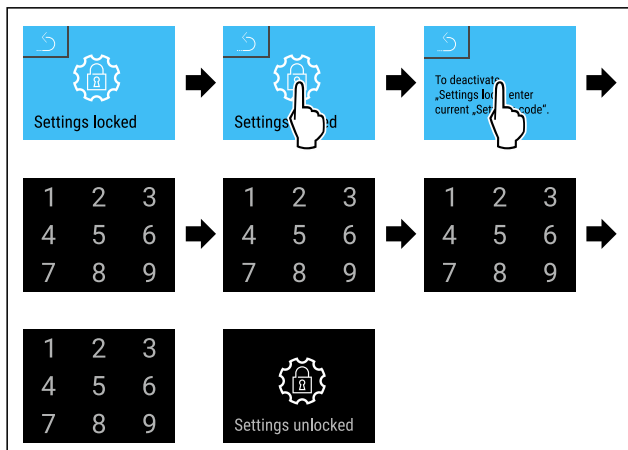 Settings locked
Settings ed
To deactivate
„Settings lo enter
current „Set code“.
1 2 3
4 5 6
7 8 9
1 2 3
4 5 6
7 8 9
1 2 3
4 5 6
7 8 9
1 2 3
4 5 6
7 8 9
Settings unlocked